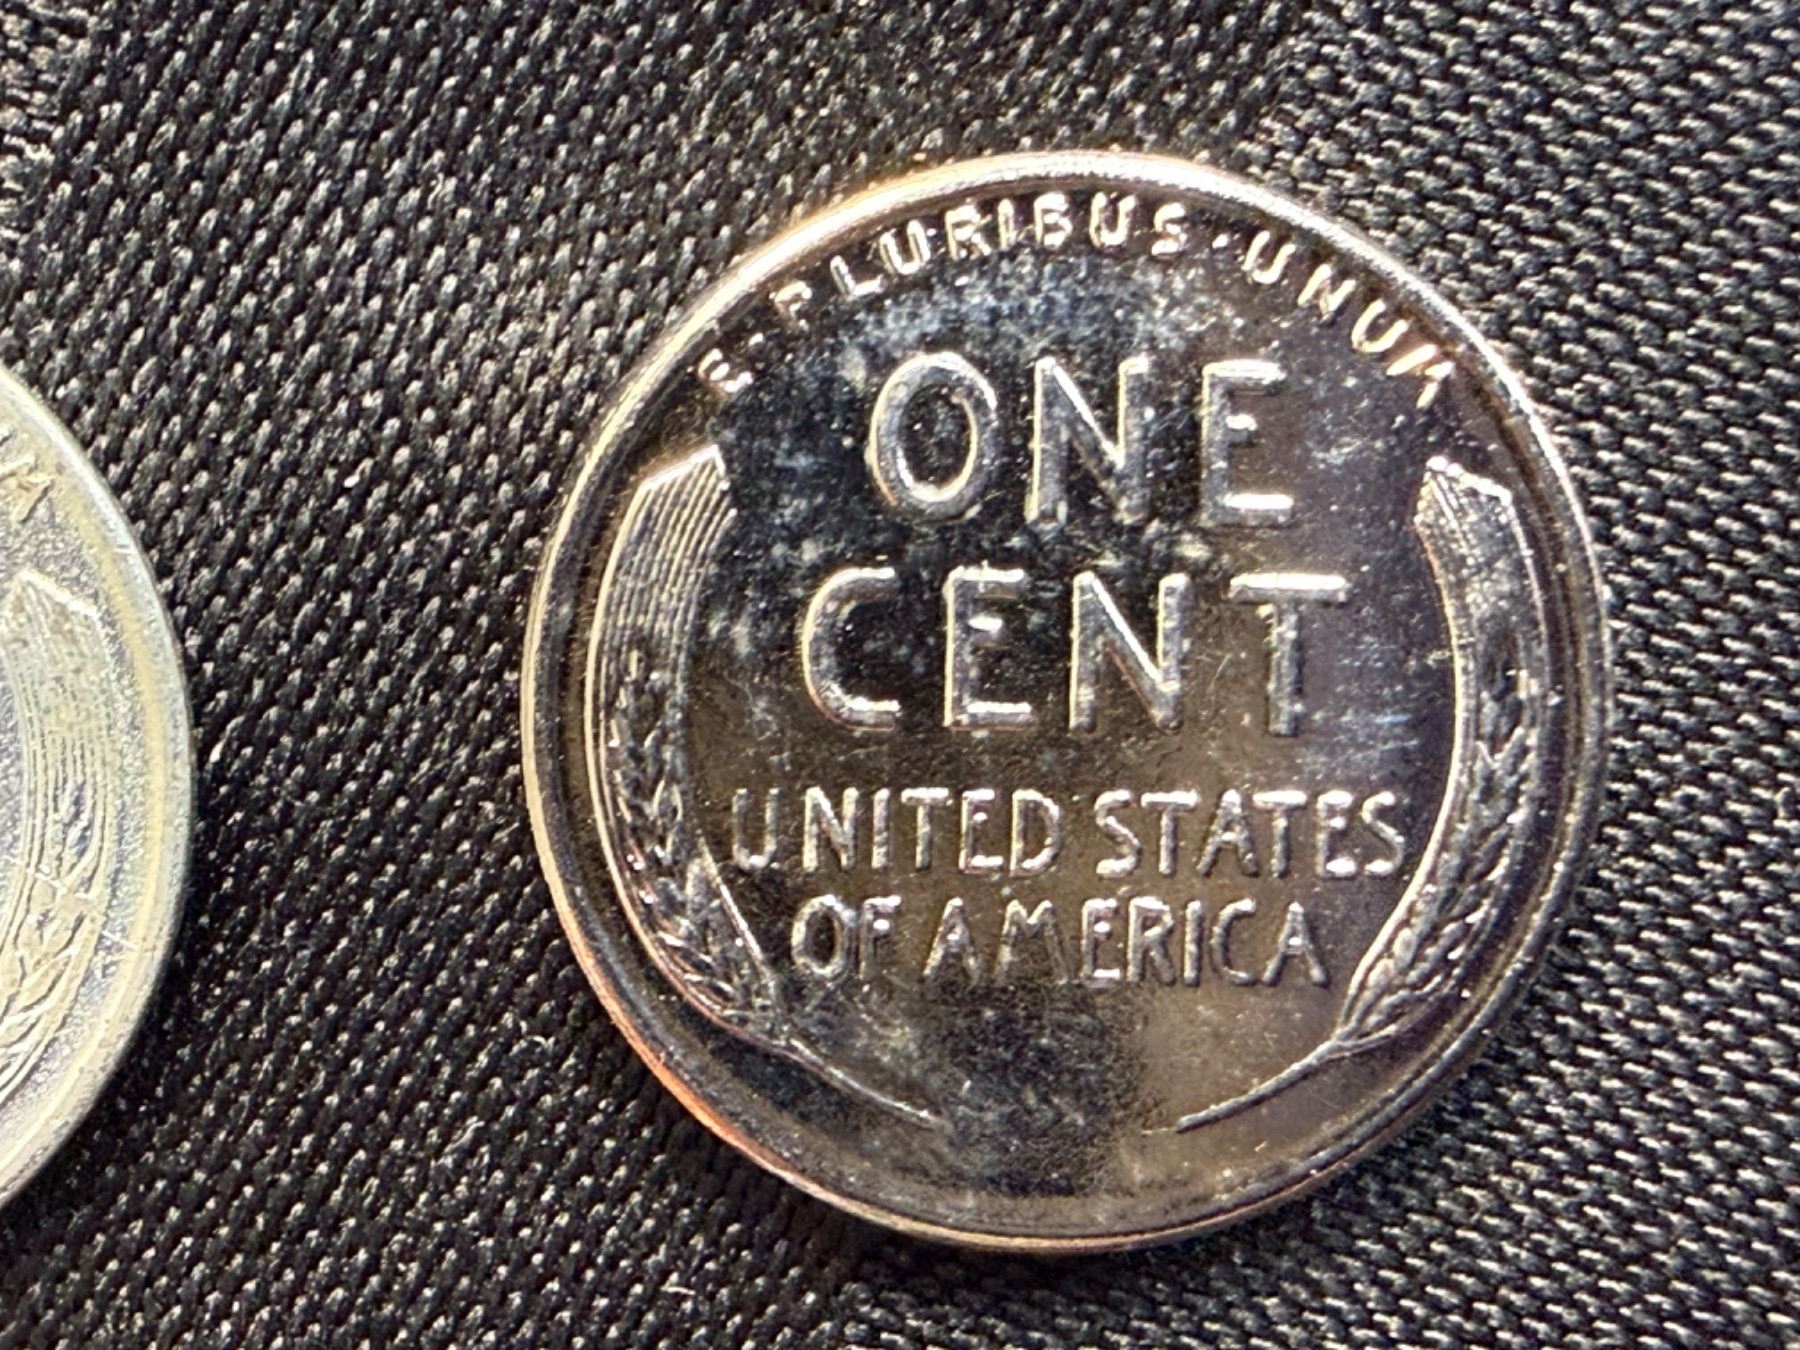 E · PLURIBUS · UNUM
ONE
CENT
UNITED STATES
OF AMERICA